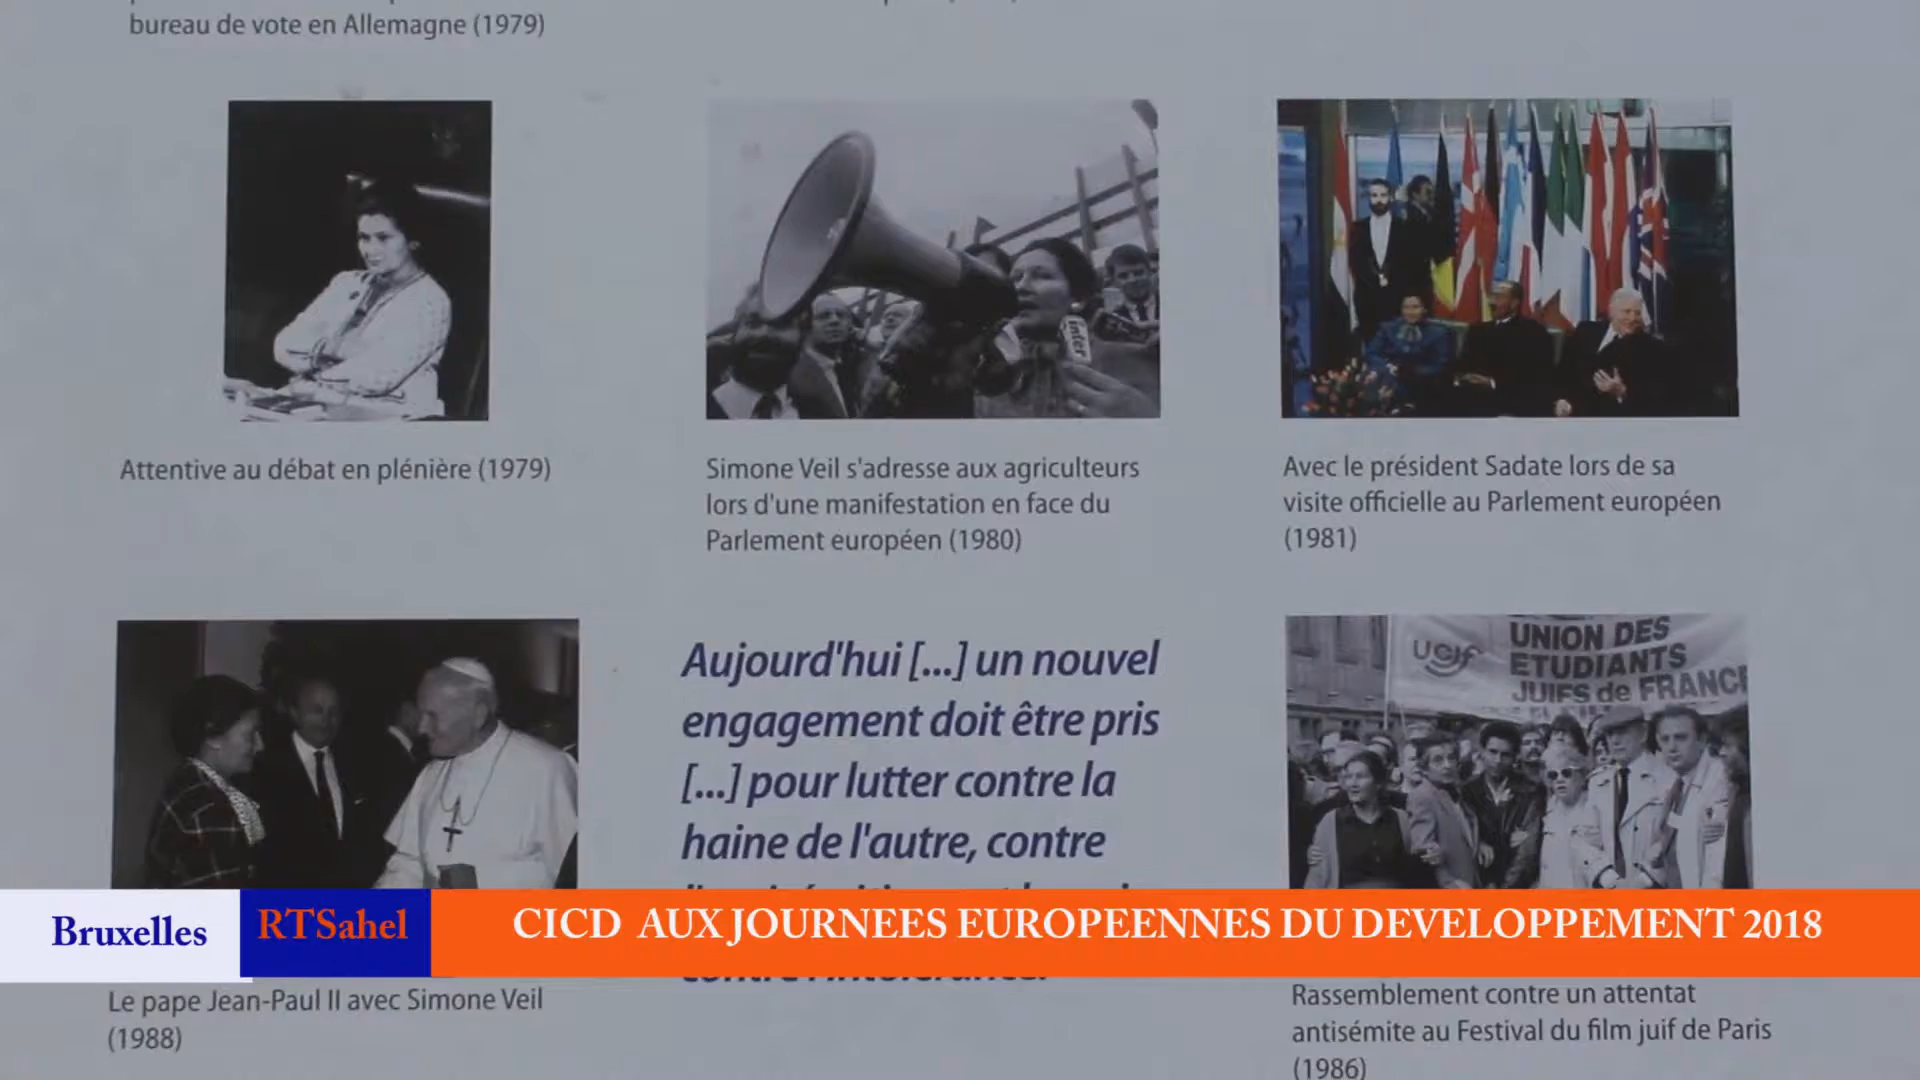 bureau de vote en Allemagne (1979)
inter
Attentive au débat en plénière (1979)
Simone Veil s'adresse aux agriculteurs
lors d'une manifestation en face du
Parlement européen (1980)
Avec le président Sadate lors de sa
visite officielle au Parlement européen
(1981)
Aujourd'hui [...] un nouvel
engagement doit être pris
[...] pour lutter contre la
haine de l'autre, contre
UNION DES
ETUDIANTS
JUIFS de FRANCE
Bruxelles
RTSahel
CICD AUX JOURNEES EUROPEENNES DU DEVELOPPEMENT 2018
Le pape Jean-Paul II avec Simone Veil
(1988)
Rassemblement contre un attentat
antisémite au Festival du film juif de Paris
(1986)